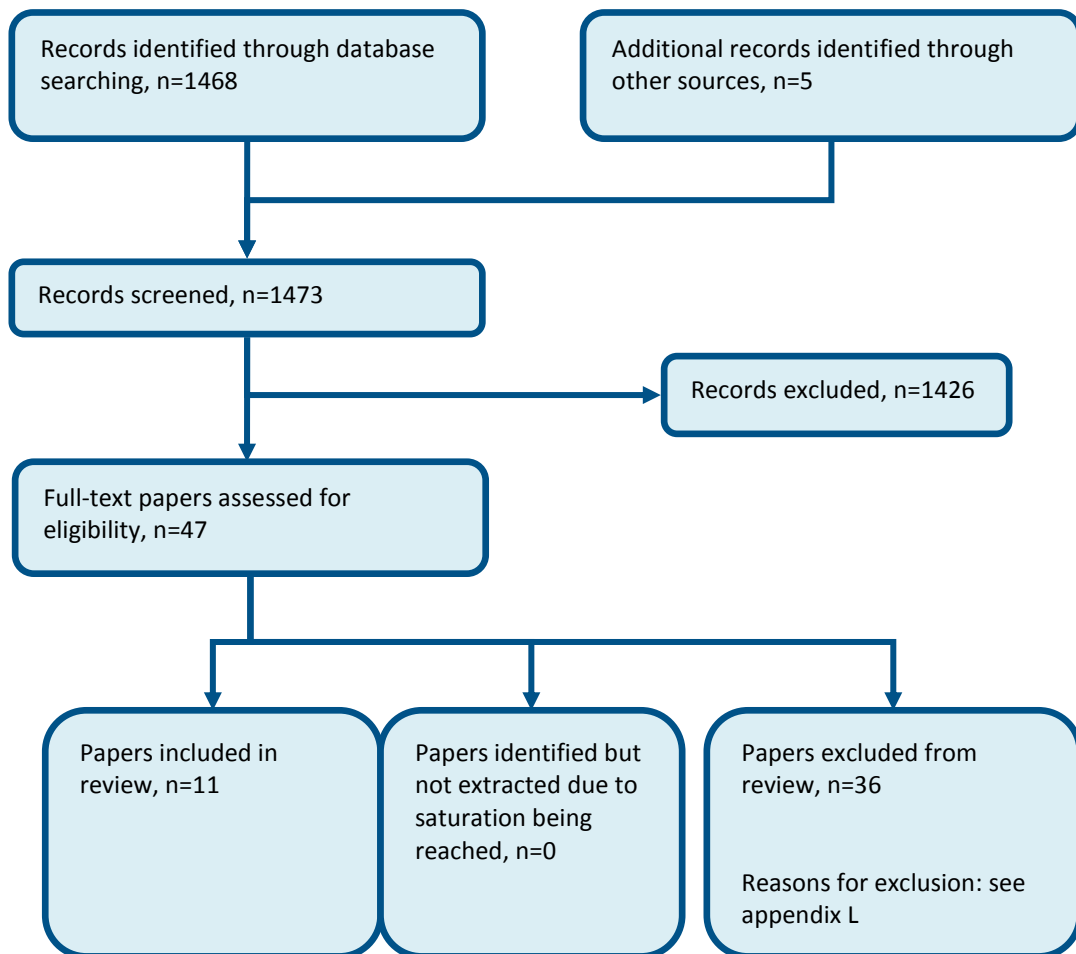 Records identified through database
searching, n=1468
Additional records identified through
other sources, n=5
Records screened, n=1473
Records excluded, n=1426
Full-text papers assessed for
eligibility, n=47
Papers included in
review, n=11
Papers identified but
not extracted due to
saturation being
reached, n=0
Papers excluded from
review, n=36
Reasons for exclusion: see
appendix L